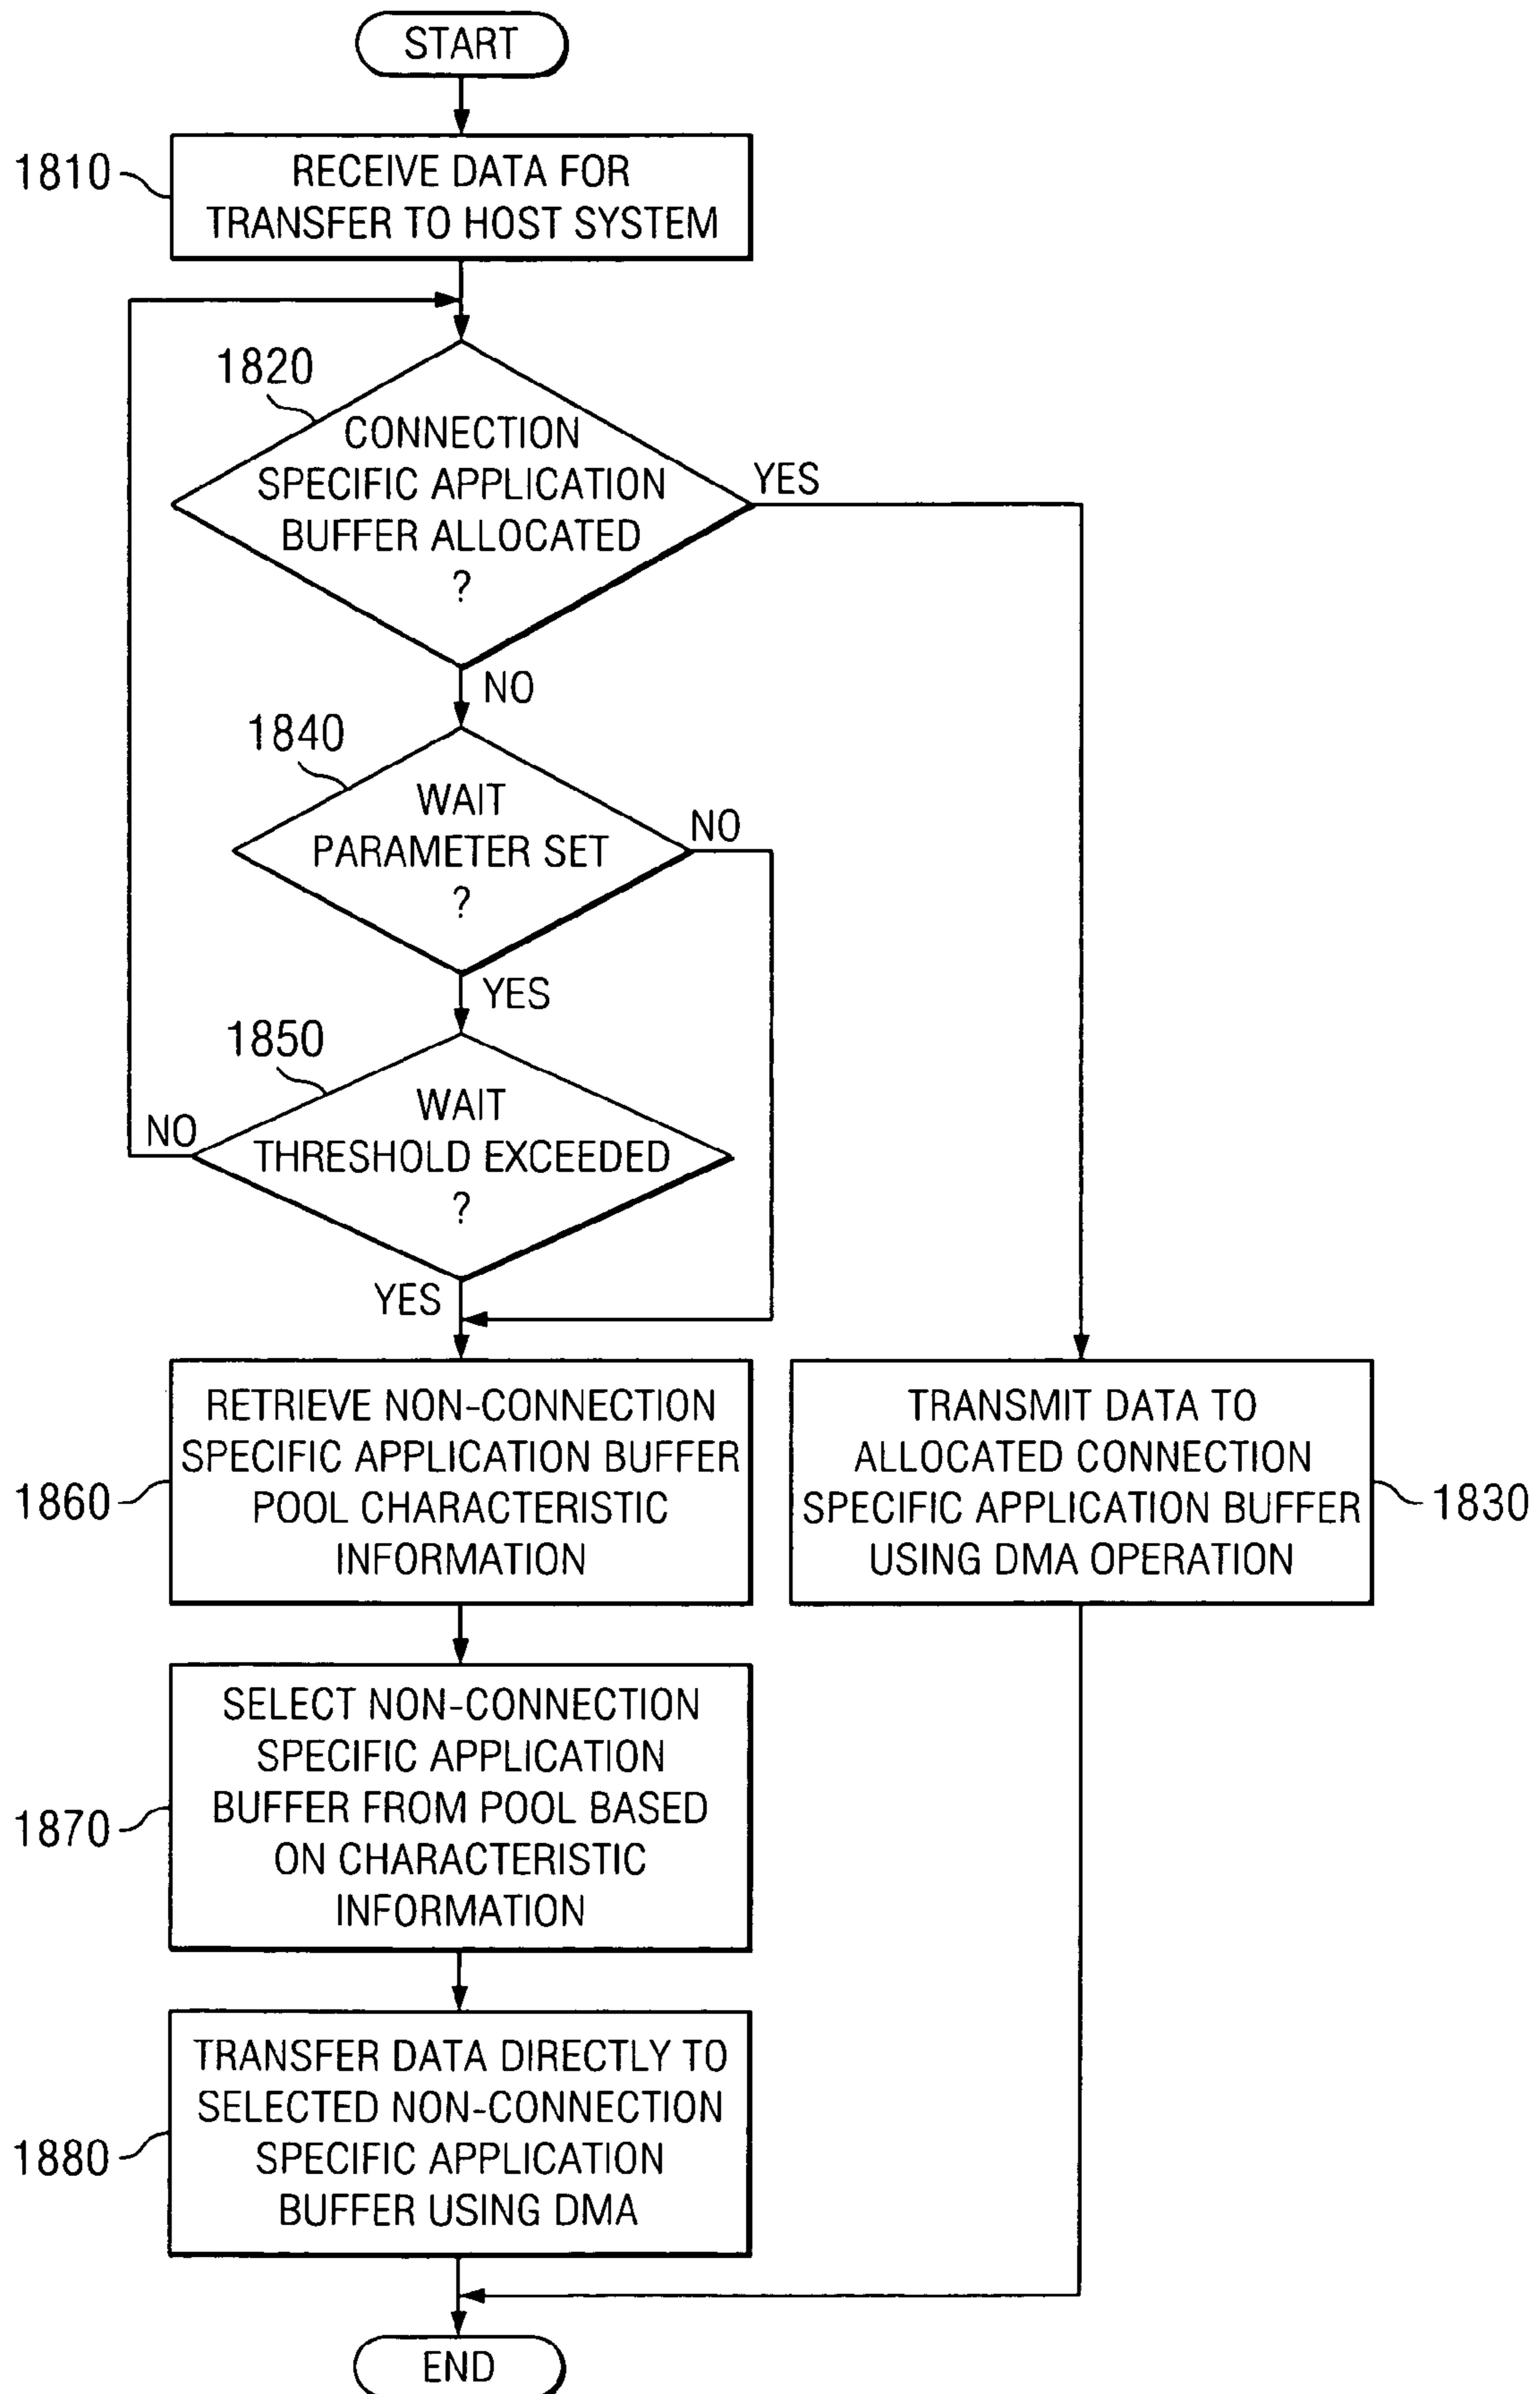 START
1810
RECEIVE DATA FOR
TRANSFER TO HOST SYSTEM
1820
CONNECTION
SPECIFIC APPLICATION
BUFFER ALLOCATED
?
YES
NO
1840
WAIT
PARAMETER SET
?
NO
YES
1850
WAIT
THRESHOLD EXCEEDED
?
NO
YES
1860
RETRIEVE NON-CONNECTION
SPECIFIC APPLICATION BUFFER
POOL CHARACTERISTIC
INFORMATION
TRANSMIT DATA TO
ALLOCATED CONNECTION
SPECIFIC APPLICATION BUFFER
USING DMA OPERATION
1830
1870
SELECT NON-CONNECTION
SPECIFIC APPLICATION
BUFFER FROM POOL BASED
ON CHARACTERISTIC
INFORMATION
1880
TRANSFER DATA DIRECTLY TO
SELECTED NON-CONNECTION
SPECIFIC APPLICATION
BUFFER USING DMA
END